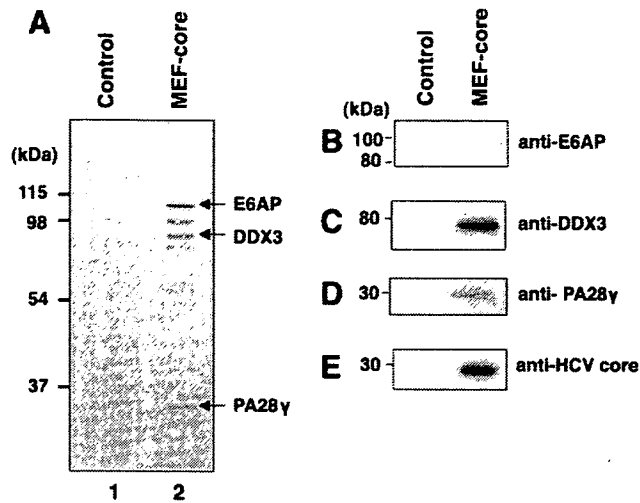 A
Control
MEF-core
(kDa)
115
98
54
37
E6AP
DDX3
PA28γ
1 2
Control
MEF-core
(kDa)
B
100
80
anti-E6AP
C
80
anti-DDX3
D
30
anti- PA28γ
E
30
anti-HCV core